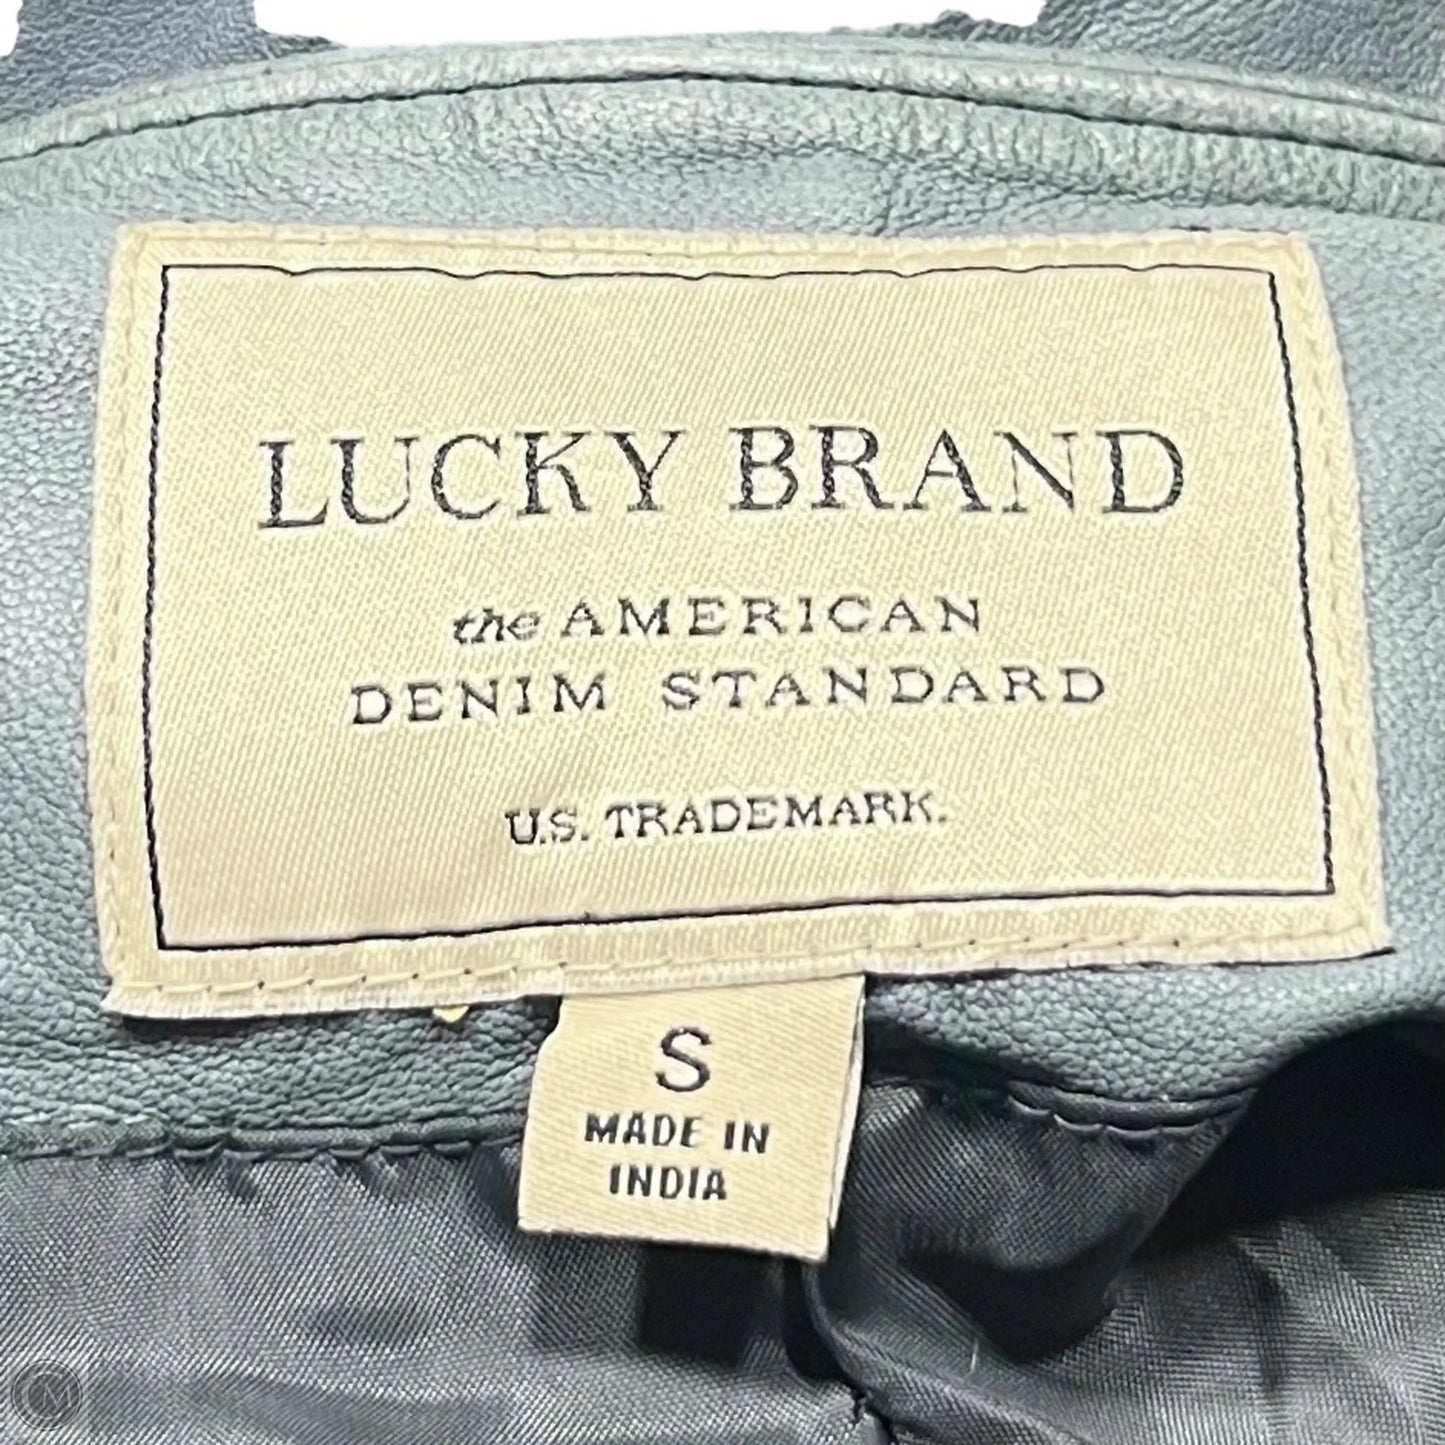 LUCKY BRAND
the AMERICAN
DENIM STANDARD
U.S. TRADEMARK.
S
MADE IN
INDIA